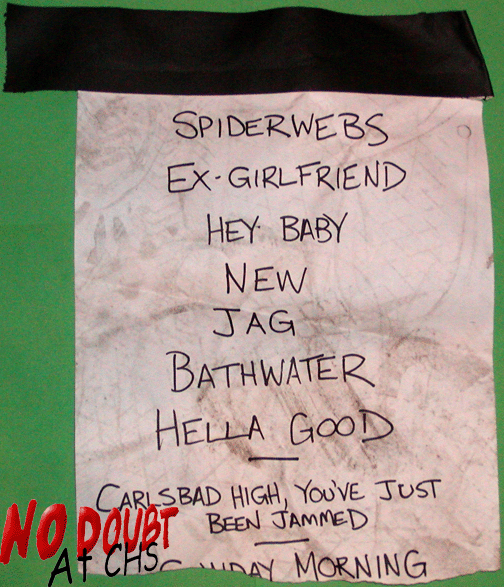 SPIDERWEBS
EX-GIRLFRIEND
HEY BABY
NEW
JAG
BATHWATER
HELLA GOOD
CARLSBAD HIGH, YOU'VE JUST
BEEN JAMMED
MORNING
NO DOUBT
At CHS